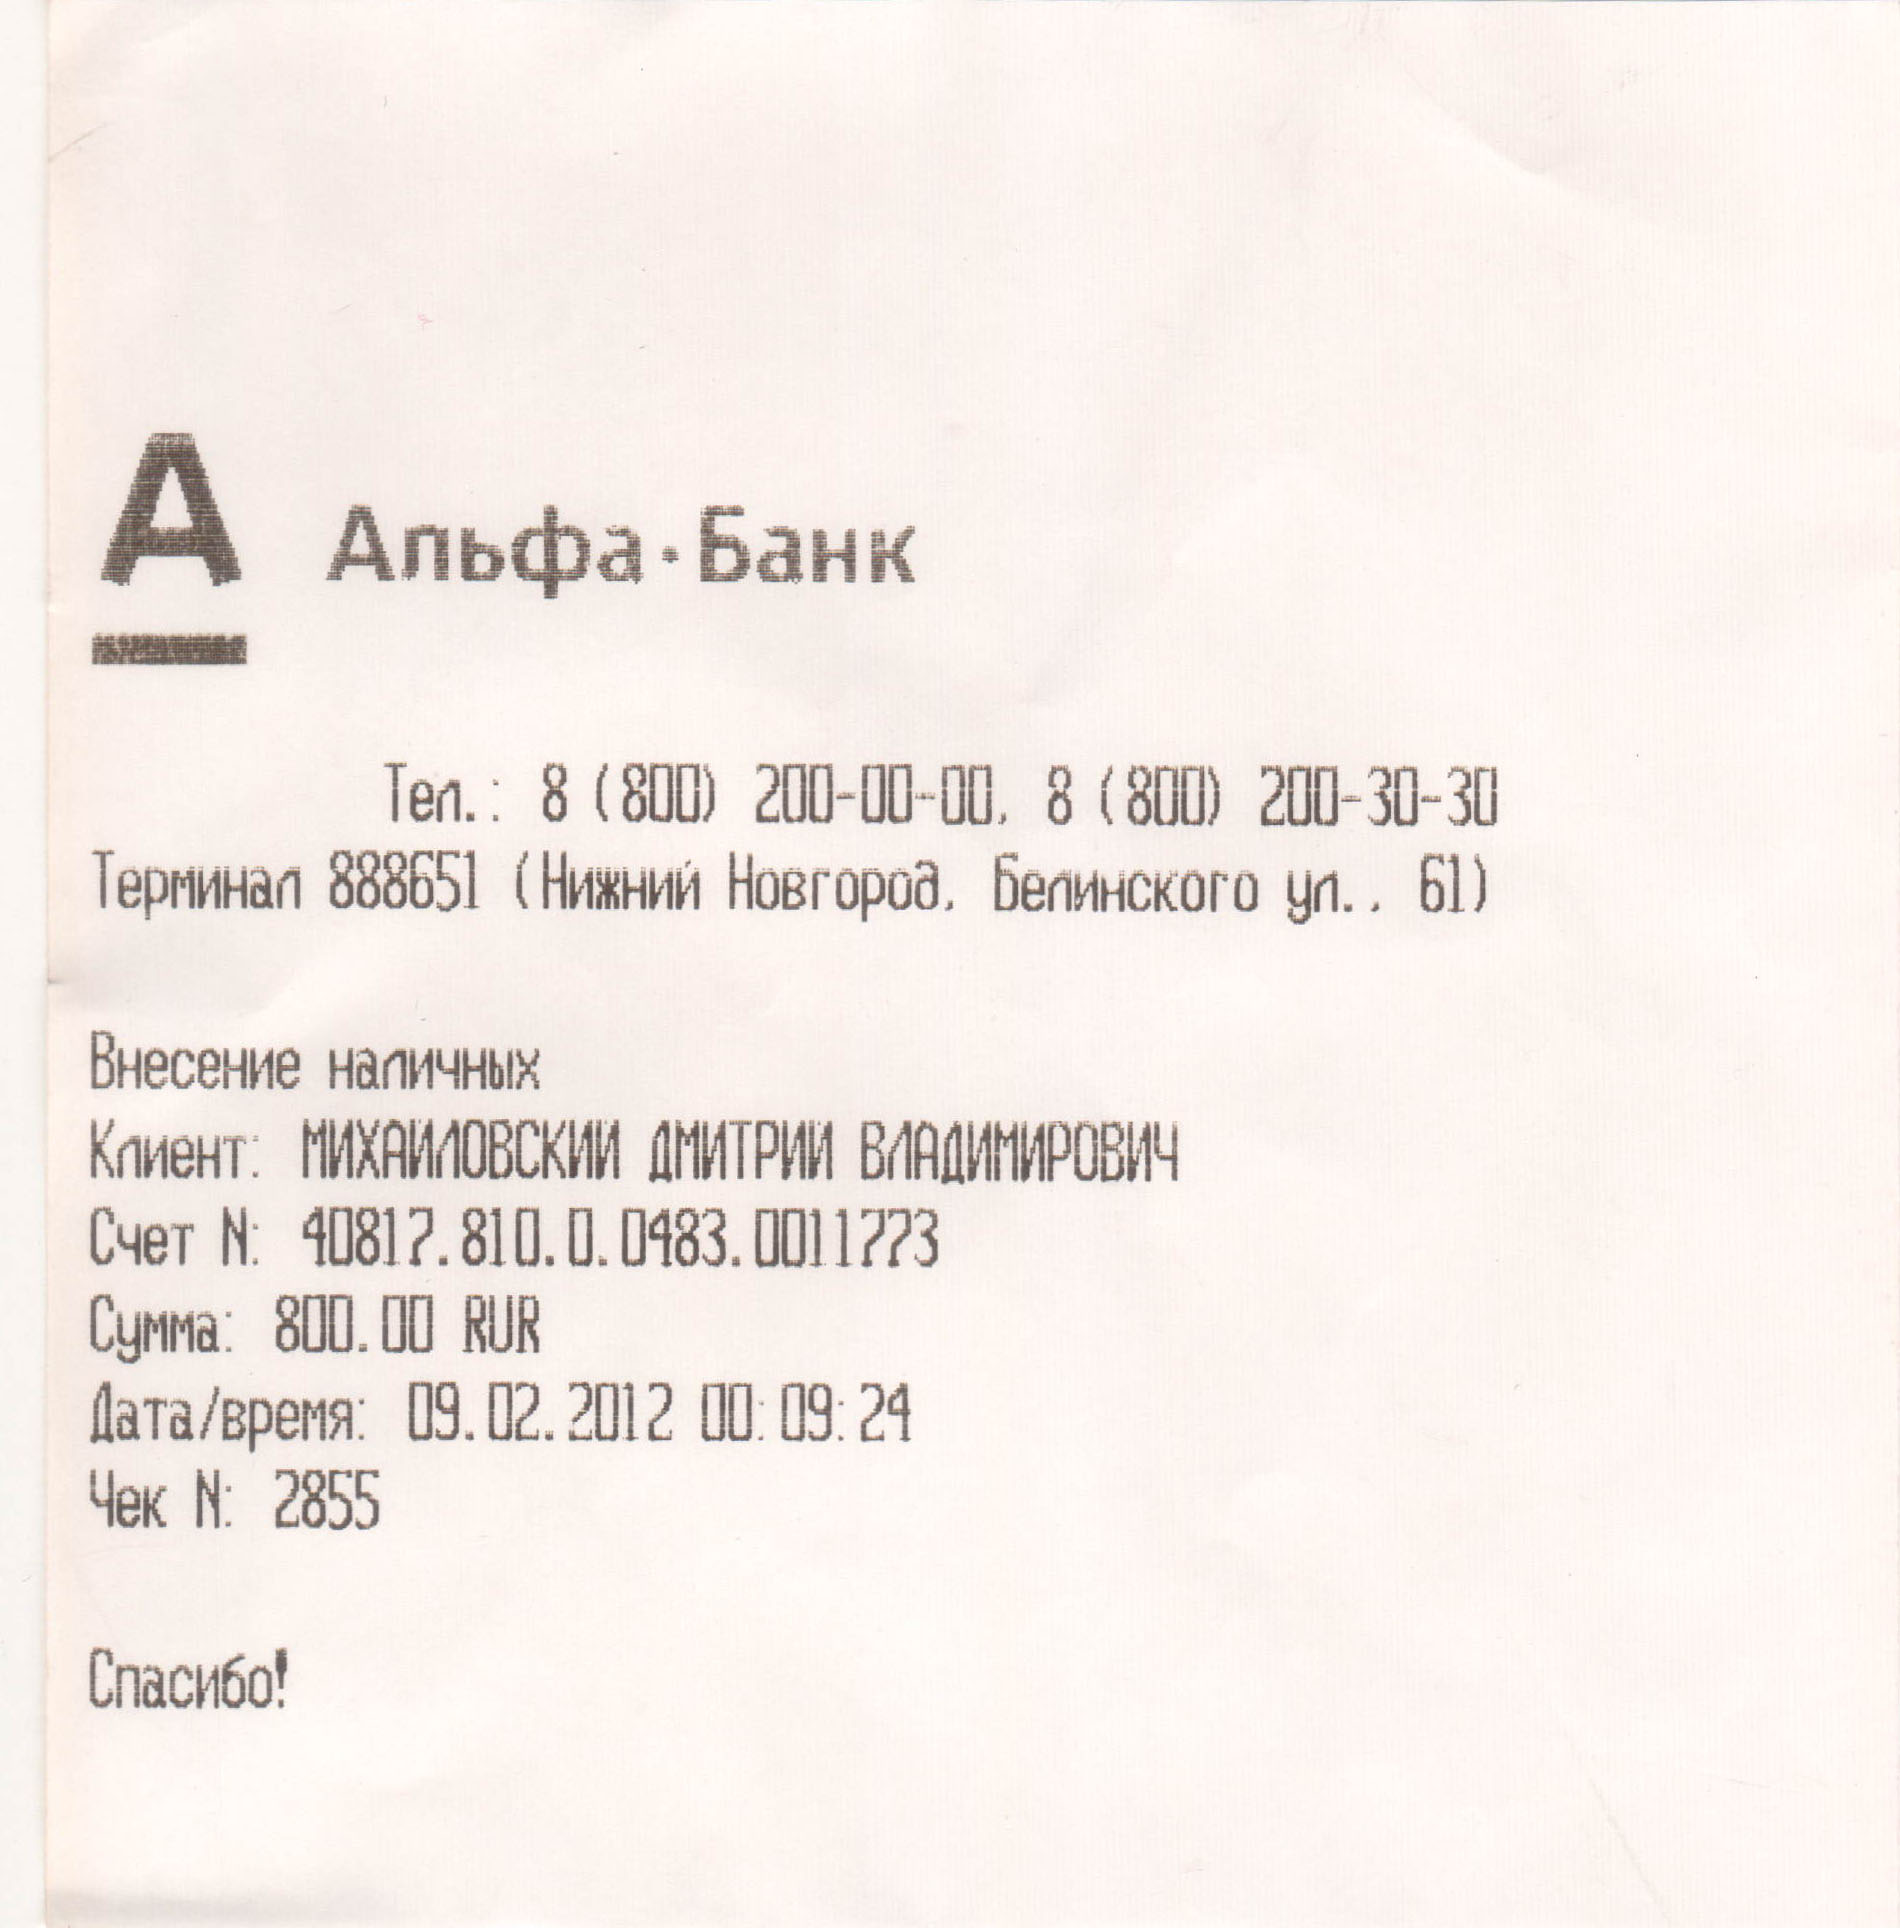 А Альфа·Банк
Тел.: 8 (800) 200-00-00, 8 (800) 200-30-30
Терминал 888651 (Нижний Новгород, Белинского ул., 61)
Внесение наличных
Клиент: МИХАЙЛОВСКИЙ ДМИТРИЙ ВЛАДИМИРОВИЧ
Счет N: 40817.810.0.0483.0011773
Сумма: 800.00 RUR
Дата/время: 09.02.2012 00:09:24
Чек N: 2855
Спасибо!